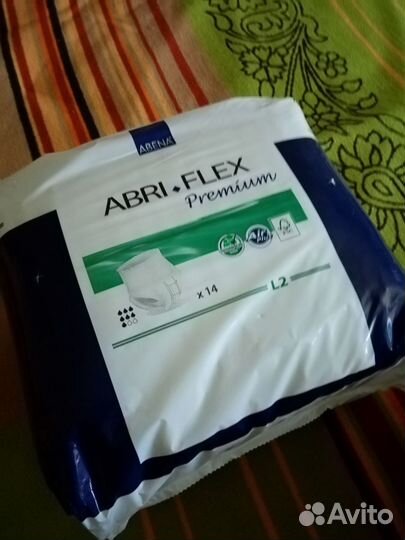 ABENA
ABRI-FLEX
Premium
x 14
L2
Avito